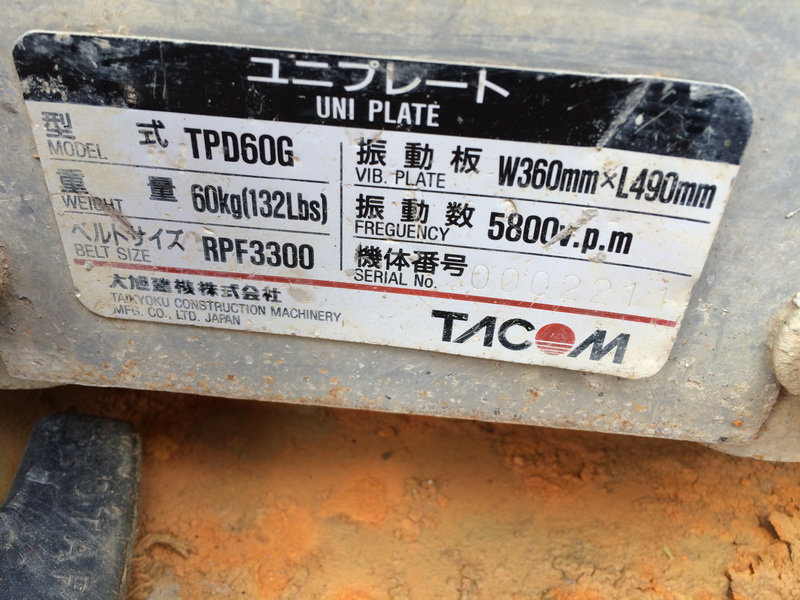 ユニプレート
UNI PLATE
型式 TPD60G
MODEL
重量 60kg(132Lbs)
WEIGHT
ベルトサイズ RPF3300
BELT SIZE
振動板 W360mm×L490mm
VIB. PLATE
振動数 5800v.p.m
FREGUENCY
機体番号
SERIAL No.
大旭建機株式会社
TAIKYOKU CONSTRUCTION MACHINERY
MFG. CO., LTD. JAPAN
TACOM